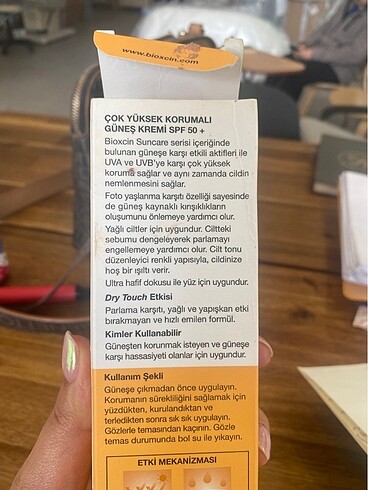 www.bioxcin.com
ÇOK YÜKSEK KORUMALI
GÜNEŞ KREMİ SPF 50 +
Bioxcin Suncare serisi içeriğinde
bulunan güneşe karşı etkili aktifleri ile
UVA ve UVB'ye karşı çok yüksek
koruma sağlar ve aynı zamanda cildin
nemlenmesini sağlar.
Foto yaşlanma karşıtı özelliği sayesinde
de güneş kaynaklı kırışıklıkların
oluşumunu önlemeye yardımcı olur.
Yağlı ciltler için uygundur. Ciltteki
sebumu dengeleyerek parlamayı
engellemeye yardımcı olur. Cilt tonu
düzenleyici renkli yapısıyla, cildinize
hoş bir ışıltı verir.
Ultra hafif dokusu ile yüz için uygundur.
Dry Touch Etkisi
Parlama karşıtı, yağlı ve yapışkan etki
bırakmayan ve hızlı emilen formül.
Kimler Kullanabilir
Güneşten korunmak isteyen ve güneşe
karşı hassasiyeti olanlar için uygundur.
Kullanım Şekli
Güneşe çıkmadan önce uygulayın.
Korumanın sürekliliğini sağlamak için
yüzdükten, kurulandıktan ve
terledikten sonra sık sık uygulayın.
Gözlerle temasından kaçının. Gözle
temas durumunda bol su ile yıkayın.
ETKİ MEKANİZMASI